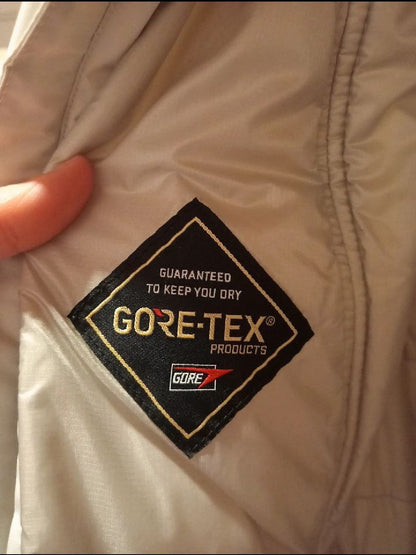 GUARANTEED
TO KEEP YOU DRY
GORE-TEX®
PRODUCTS
GORE